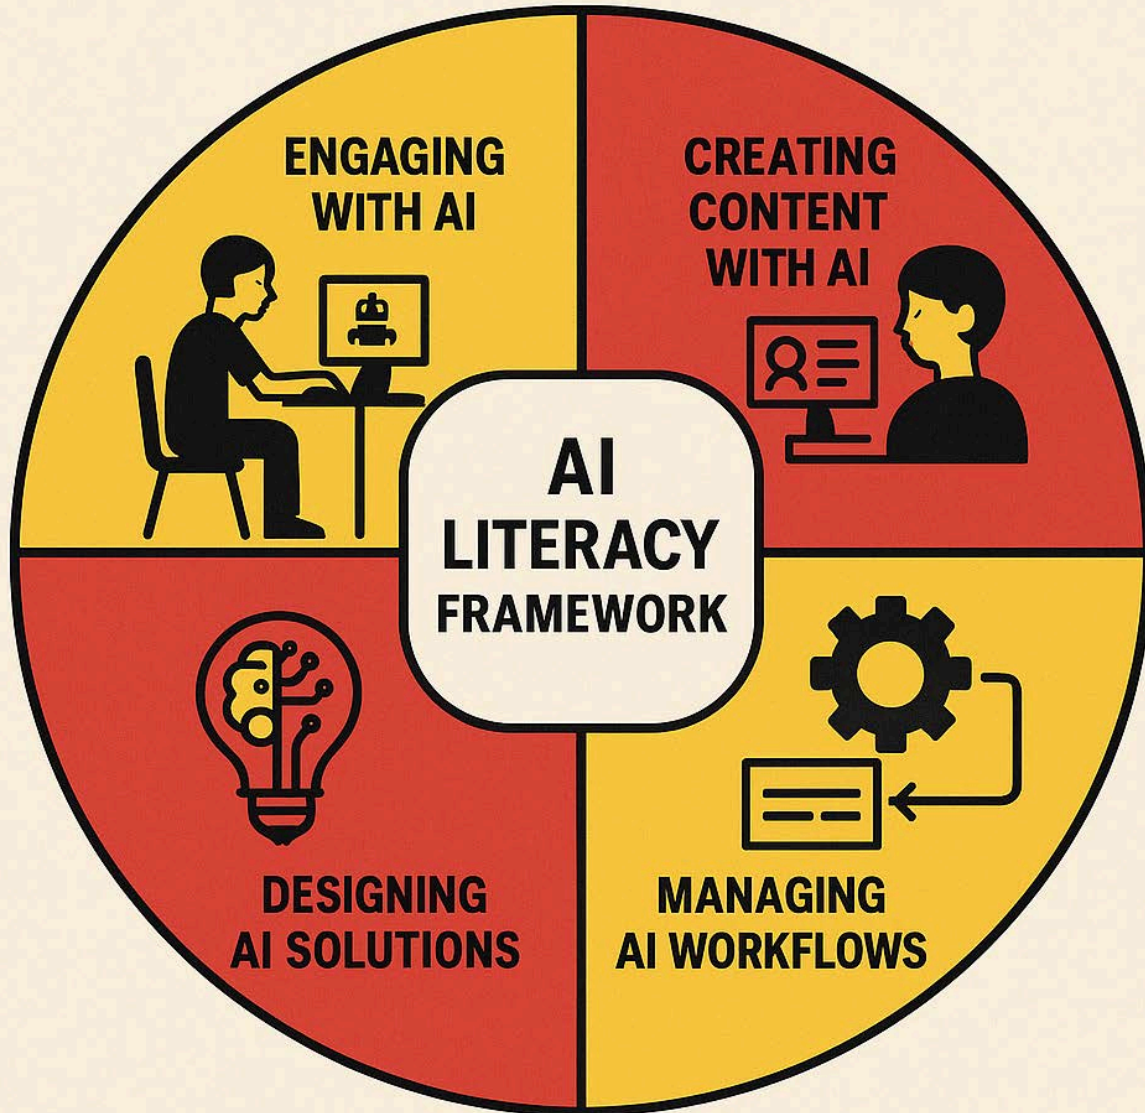 ENGAGING
WITH AI
CREATING
CONTENT
WITH AI
AI
LITERACY
FRAMEWORK
DESIGNING
AI SOLUTIONS
MANAGING
AI WORKFLOWS